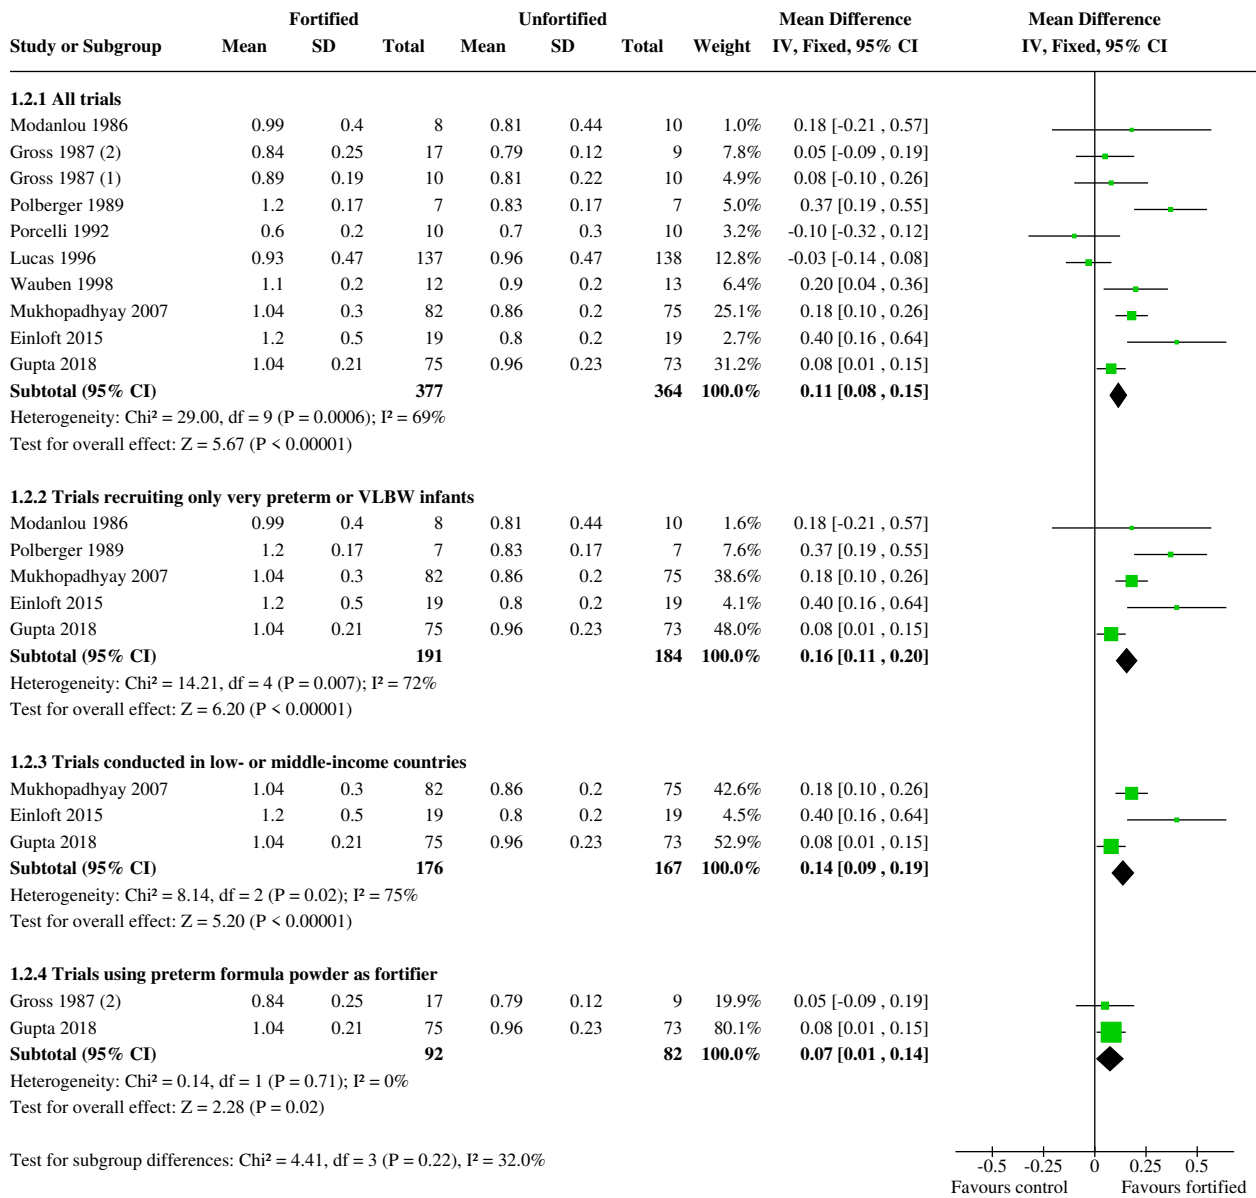 Fortified Unfortified Mean Difference Mean Difference
Study or Subgroup Mean SD Total Mean SD Total Weight IV, Fixed, 95% CI IV, Fixed, 95% CI
1.2.1 All trials
Modanlou 1986 0.99 0.4 8 0.81 0.44 10 1.0% 0.18 [-0.21 , 0.57]
Gross 1987 (2) 0.84 0.25 17 0.79 0.12 9 7.8% 0.05 [-0.09 , 0.19]
Gross 1987 (1) 0.89 0.19 10 0.81 0.22 10 4.9% 0.08 [-0.10 , 0.26]
Polberger 1989 1.2 0.17 7 0.83 0.17 7 5.0% 0.37 [0.19 , 0.55]
Porcelli 1992 0.6 0.2 10 0.7 0.3 10 3.2% -0.10 [-0.32 , 0.12]
Lucas 1996 0.93 0.47 137 0.96 0.47 138 12.8% -0.03 [-0.14 , 0.08]
Wauben 1998 1.1 0.2 12 0.9 0.2 13 6.4% 0.20 [0.04 , 0.36]
Mukhopadhyay 2007 1.04 0.3 82 0.86 0.2 75 25.1% 0.18 [0.10 , 0.26]
Einloft 2015 1.2 0.5 19 0.8 0.2 19 2.7% 0.40 [0.16 , 0.64]
Gupta 2018 1.04 0.21 75 0.96 0.23 73 31.2% 0.08 [0.01 , 0.15]
Subtotal (95% CI) 377 364 100.0% 0.11 [0.08 , 0.15]
Heterogeneity: Chi² = 29.00, df = 9 (P = 0.0006); I² = 69%
Test for overall effect: Z = 5.67 (P < 0.00001)
1.2.2 Trials recruiting only very preterm or VLBW infants
Modanlou 1986 0.99 0.4 8 0.81 0.44 10 1.6% 0.18 [-0.21 , 0.57]
Polberger 1989 1.2 0.17 7 0.83 0.17 7 7.6% 0.37 [0.19 , 0.55]
Mukhopadhyay 2007 1.04 0.3 82 0.86 0.2 75 38.6% 0.18 [0.10 , 0.26]
Einloft 2015 1.2 0.5 19 0.8 0.2 19 4.1% 0.40 [0.16 , 0.64]
Gupta 2018 1.04 0.21 75 0.96 0.23 73 48.0% 0.08 [0.01 , 0.15]
Subtotal (95% CI) 191 184 100.0% 0.16 [0.11 , 0.20]
Heterogeneity: Chi² = 14.21, df = 4 (P = 0.007); I² = 72%
Test for overall effect: Z = 6.20 (P < 0.00001)
1.2.3 Trials conducted in low- or middle-income countries
Mukhopadhyay 2007 1.04 0.3 82 0.86 0.2 75 42.6% 0.18 [0.10 , 0.26]
Einloft 2015 1.2 0.5 19 0.8 0.2 19 4.5% 0.40 [0.16 , 0.64]
Gupta 2018 1.04 0.21 75 0.96 0.23 73 52.9% 0.08 [0.01 , 0.15]
Subtotal (95% CI) 176 167 100.0% 0.14 [0.09 , 0.19]
Heterogeneity: Chi² = 8.14, df = 2 (P = 0.02); I² = 75%
Test for overall effect: Z = 5.20 (P < 0.00001)
1.2.4 Trials using preterm formula powder as fortifier
Gross 1987 (2) 0.84 0.25 17 0.79 0.12 9 19.9% 0.05 [-0.09 , 0.19]
Gupta 2018 1.04 0.21 75 0.96 0.23 73 80.1% 0.08 [0.01 , 0.15]
Subtotal (95% CI) 92 82 100.0% 0.07 [0.01 , 0.14]
Heterogeneity: Chi² = 0.14, df = 1 (P = 0.71); I² = 0%
Test for overall effect: Z = 2.28 (P = 0.02)
Test for subgroup differences: Chi² = 4.41, df = 3 (P = 0.22), I² = 32.0%
-0.5 -0.25 0 0.25 0.5
Favours control Favours fortified